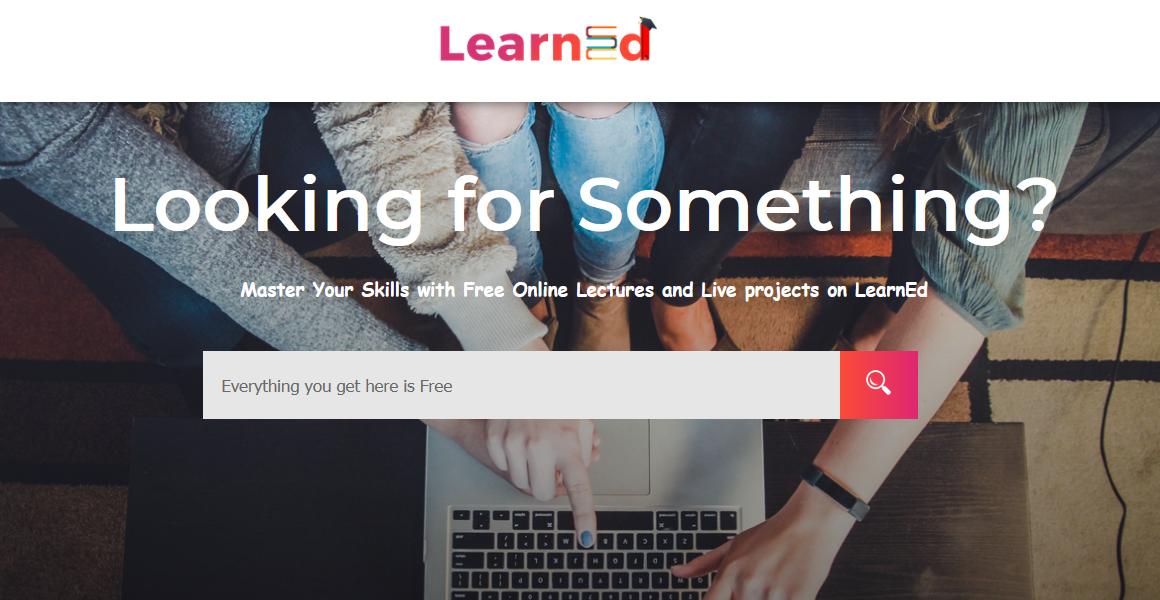 LearnEd
Looking for Something?
Master Your Skills with Free Online Lectures and Live projects on LearnEd
Everything you get here is Free